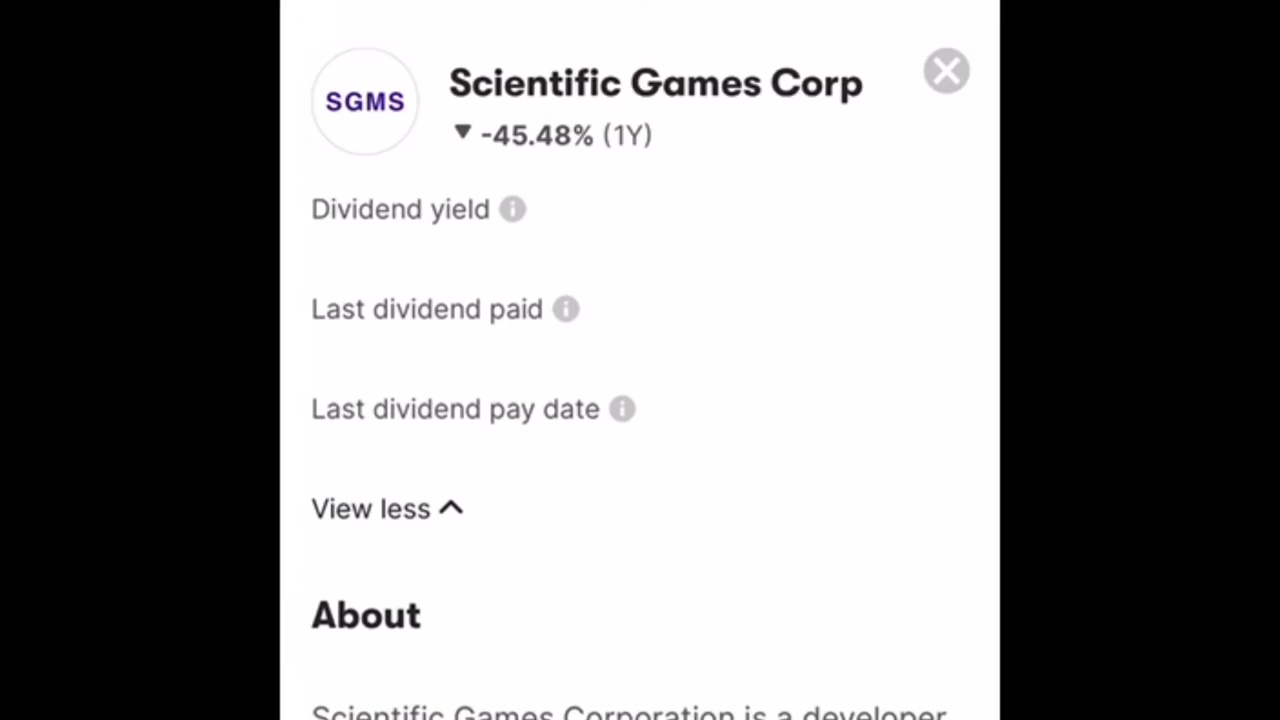 SGMS
Scientific Games Corp
▼ -45.48% (1Y)
Dividend yield
Last dividend paid
Last dividend pay date
View less
About
Scientific Games Corporation is a developer